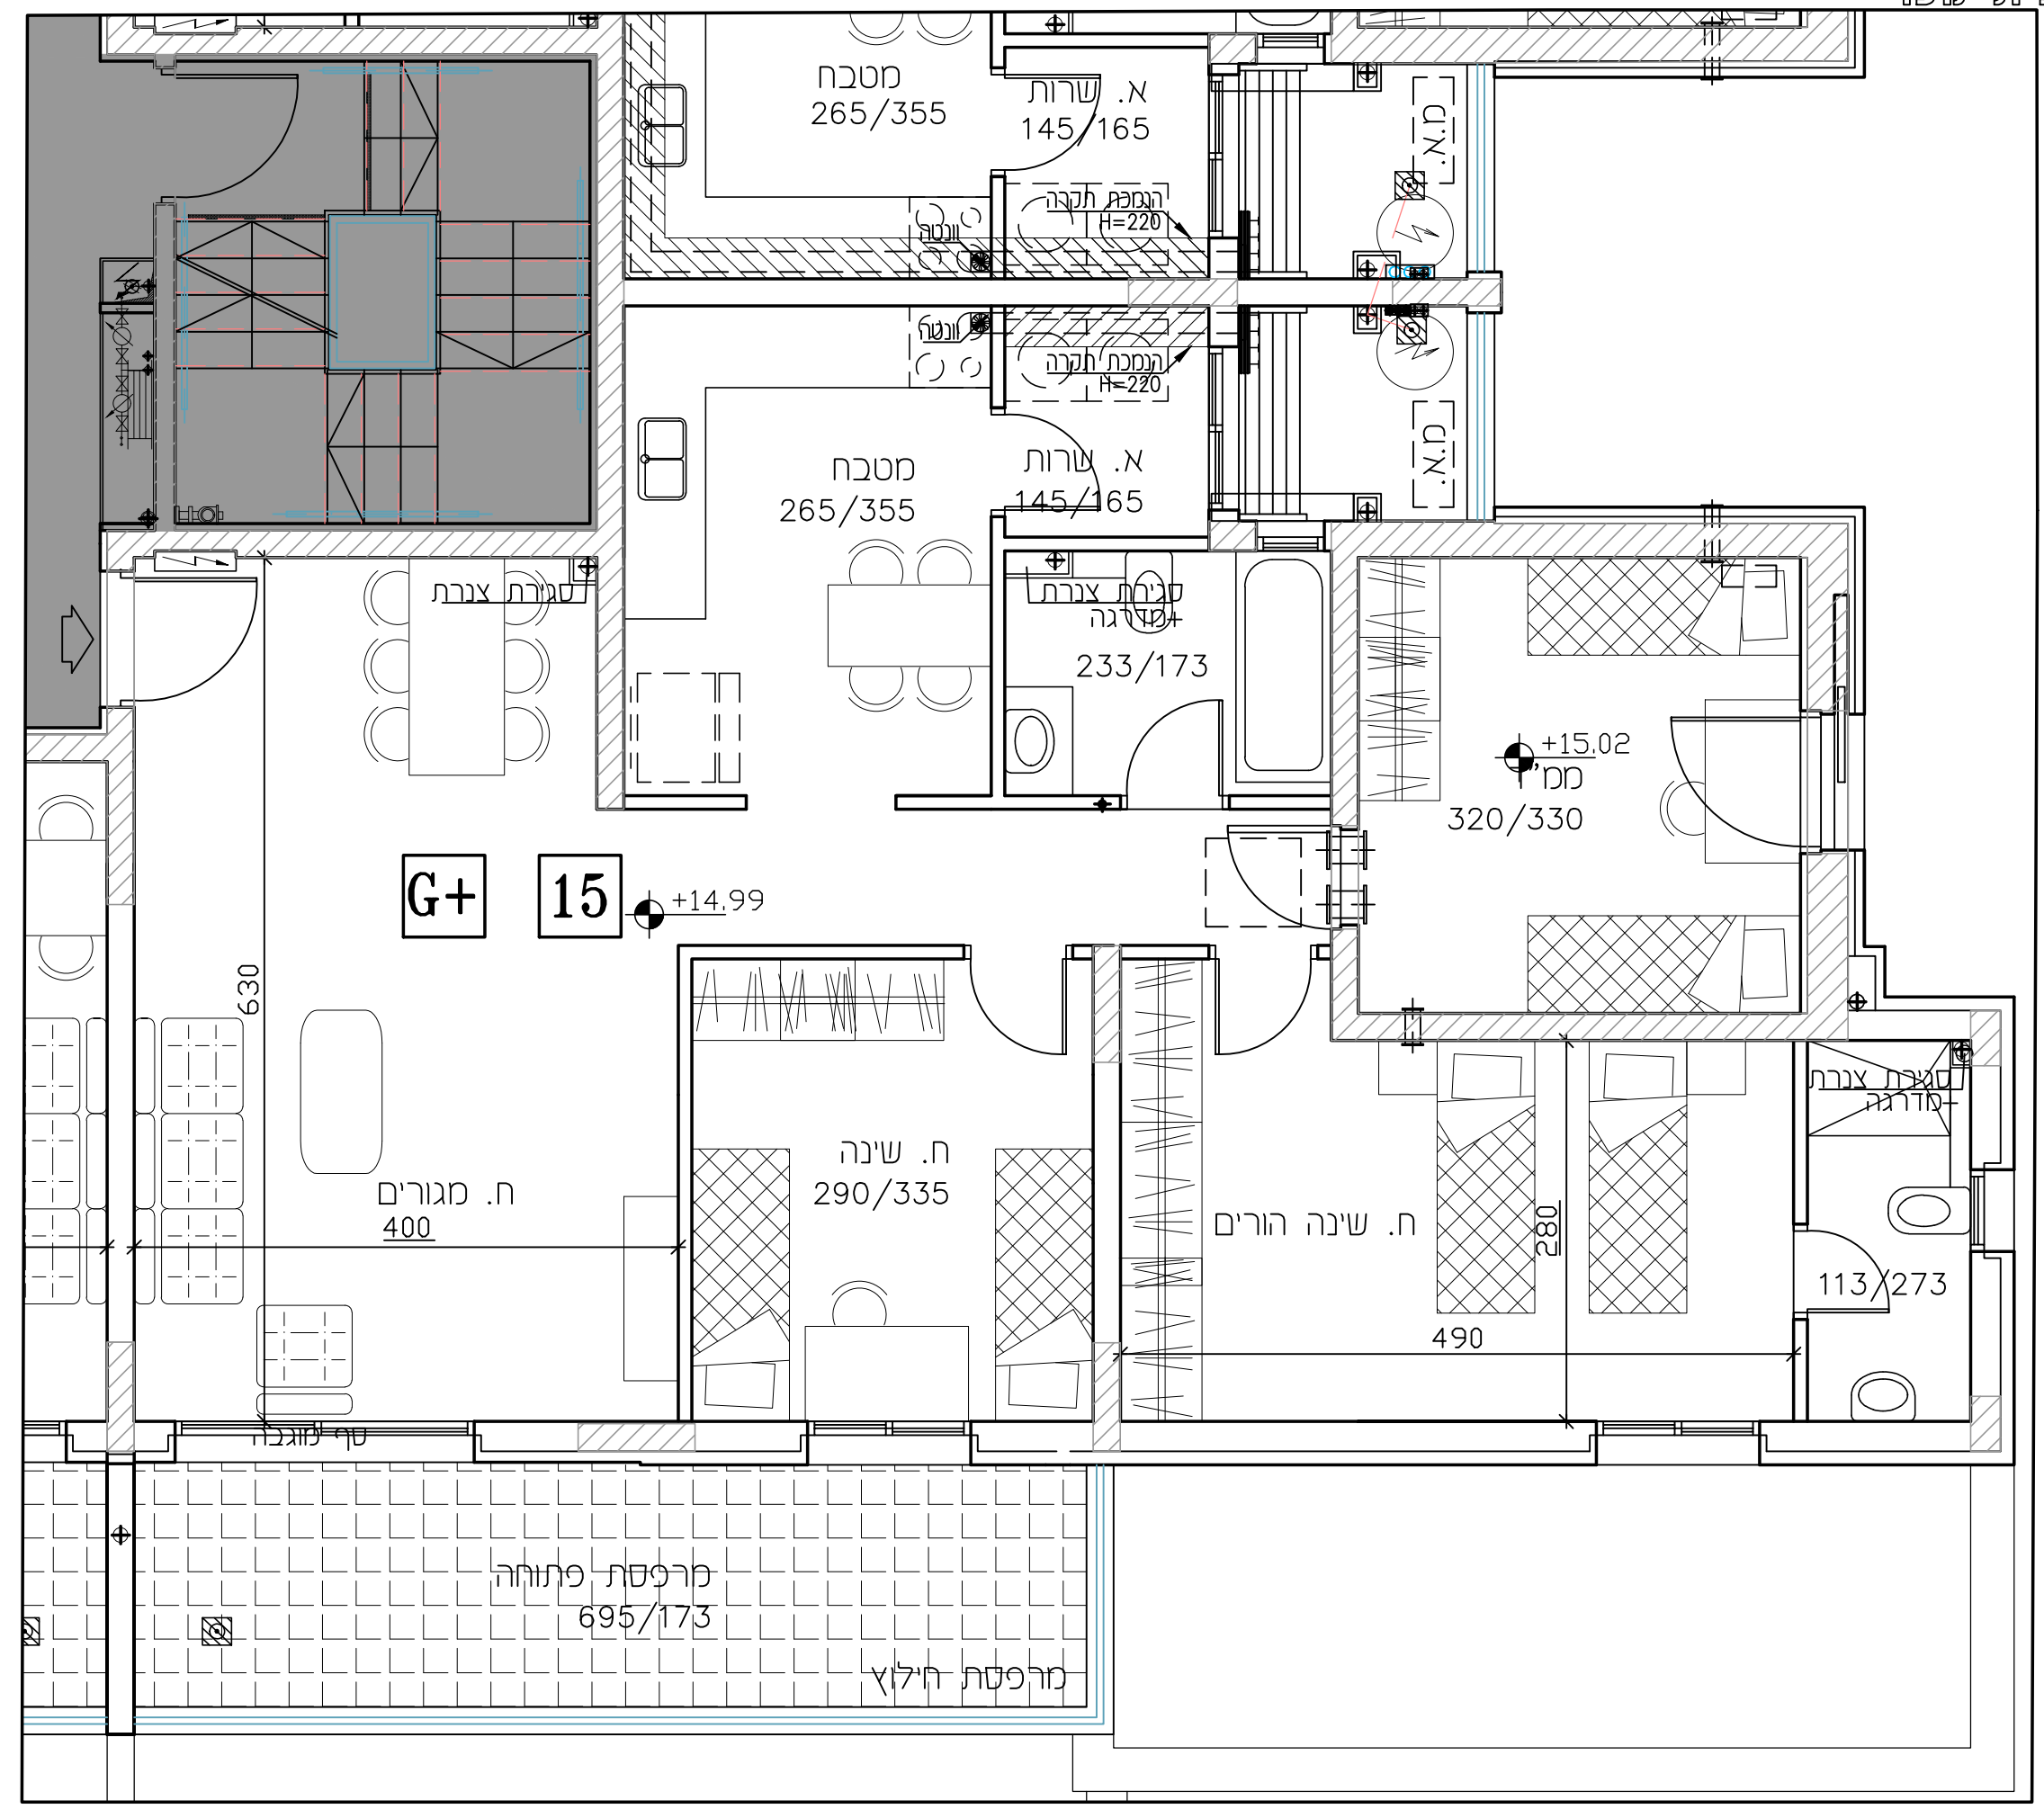 מטבח
265/355
א. שרות
145/165
מ.א.
הנמכת תקרה
H=220
וונטה
וונטה
הנמכת תקרה
H=220
מ.א.
מטבח
265/355
א. שרות
145/165
סגירת צנרת
סגירת צנרת
+מדרגה
233/173
+15.02
ממ"
320/330
G+
15
+14.99
630
סגירת צנרת
+מדרגה
ח. שינה
290/335
ח. מגורים
400
ח. שינה הורים
280
113/273
490
סף מוגבה
מרפסת פתוחה
695/173
מרפסת חילוץ